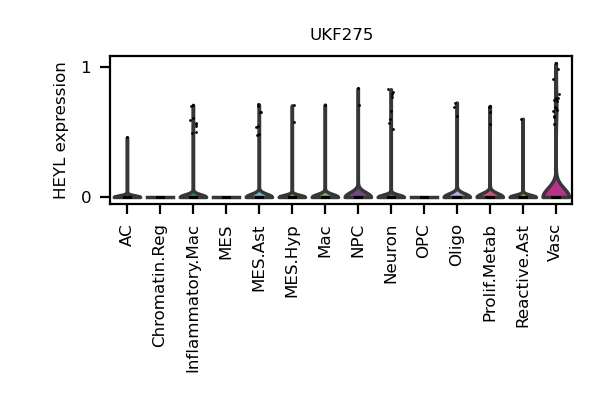 UKF275
HEYL expression
1
0
AC
Chromatin.Reg
Inflammatory.Mac
MES
MES.Ast
MES.Hyp
Mac
NPC
Neuron
OPC
Oligo
Prolif.Metab
Reactive.Ast
Vasc